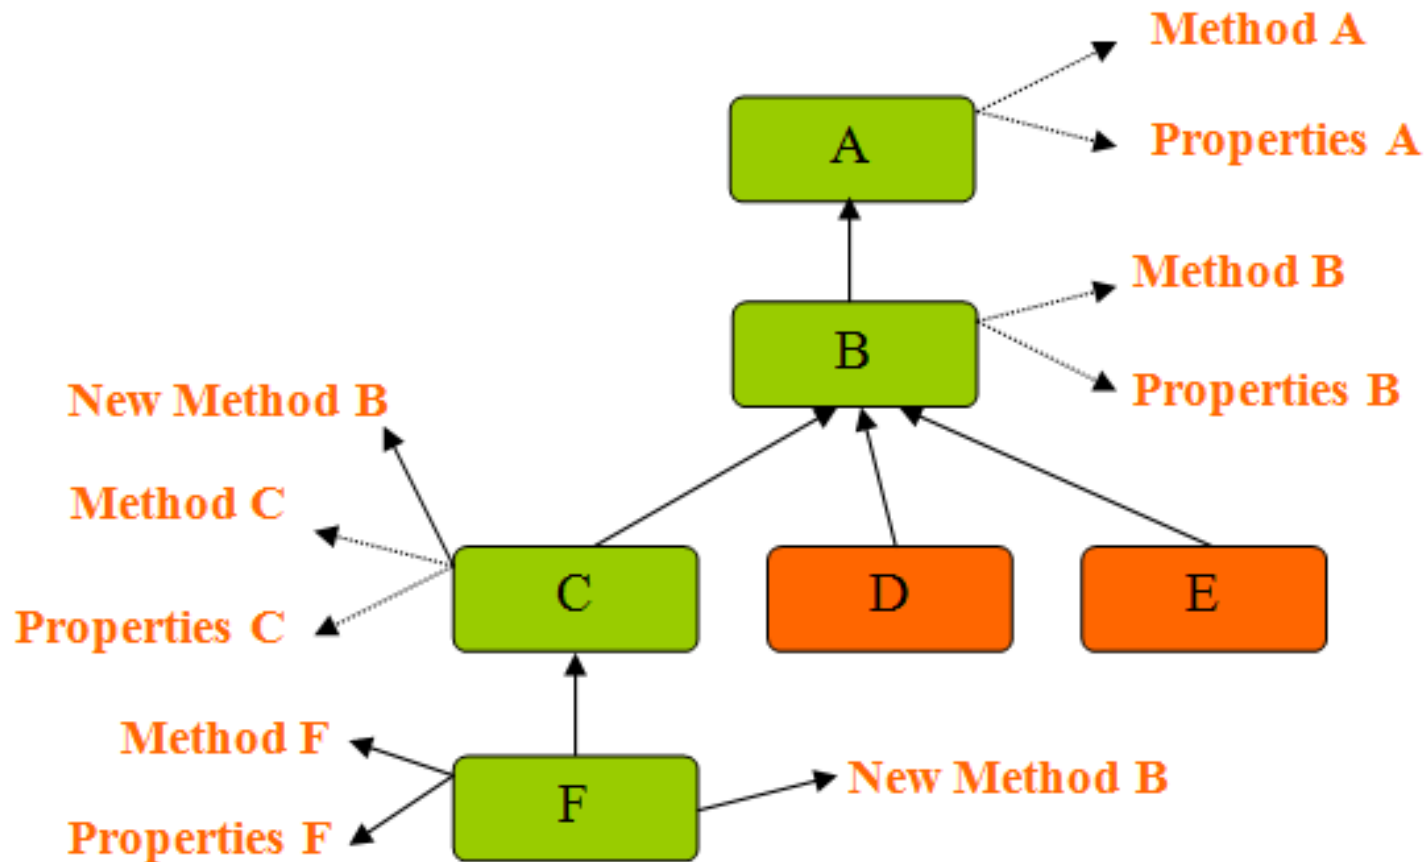 Method A
A
Properties A
Method B
B
Properties B
New Method B
Method C
C
D
E
Properties C
Method F
New Method B
F
Properties F